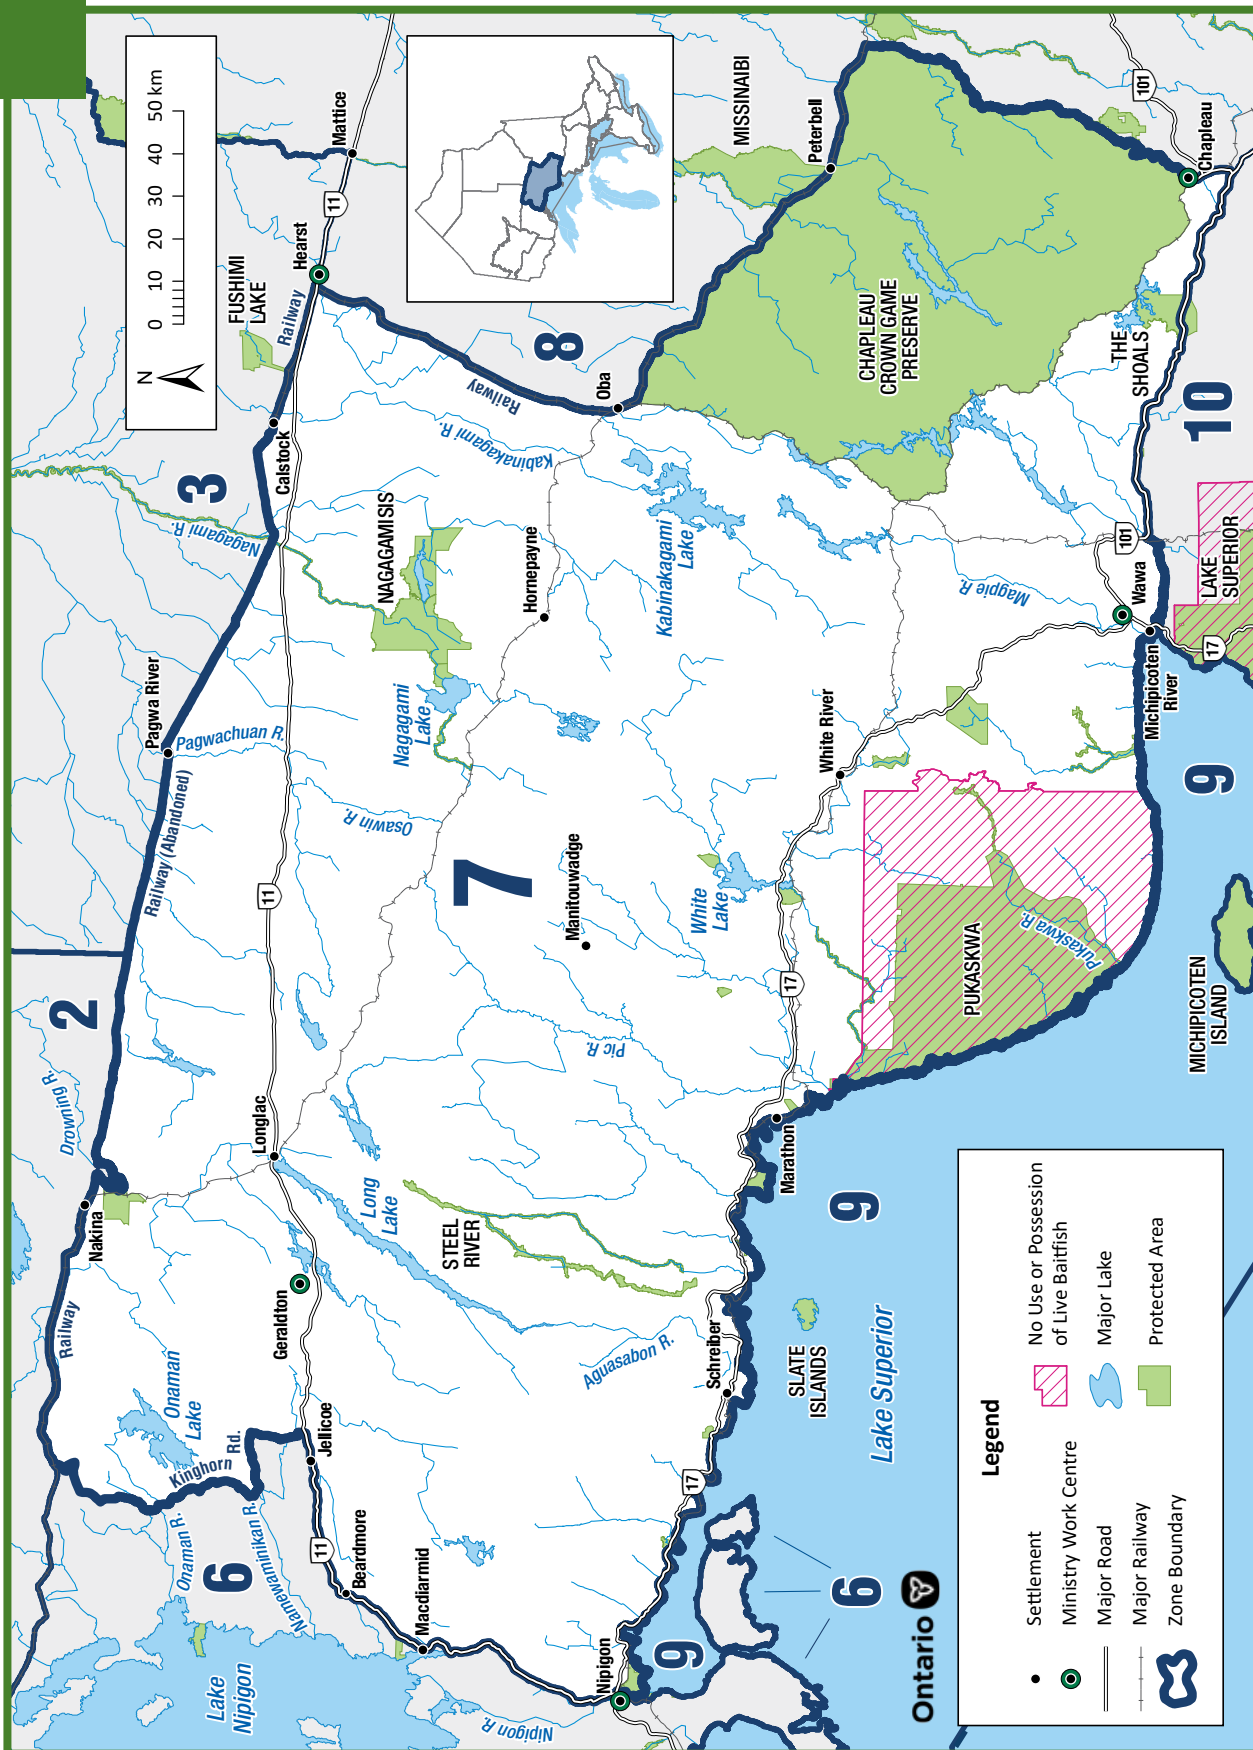 N
0 10 20 30 40 50 km
FUSHIMI
LAKE
Hearst
Mattice
11
Railway
Calstock
3
Nagagami R.
Pagwa River
Pagwachuan R.
Railway (Abandoned)
2
Drowning R.
Nakina
Railway
Onaman
Lake
Kinghorn
Rd.
Onaman R.
6
Namewaminikan R.
Lake
Nipigon
11
Longlac
Geraldton
Jellicoe
11
Beardmore
Macdiarmid
Nipigon
Nipigon R.
8
Railway
Oba
Kabinakagami R.
NAGAGAMISIS
Hornepayne
Nagagami
Lake
Osawin R.
7
Manitouwadge
Pic R.
Long
Lake
STEEL
RIVER
Aguasabon R.
Schreiber
MISSINAIBI
Peterbell
CHAPLEAU
CROWN GAME
PRESERVE
101
Chapleau
THE
SHOALS
10
Kabinakagami
Lake
Magpie R.
101
Wawa
Michipicoten
River
17
LAKE
SUPERIOR
White River
White
Lake
17
PUKASKWA
Pukaskwa R.
9
MICHIPICOTEN
ISLAND
Marathon
9
SLATE
ISLANDS
Lake Superior
17
6
9
Ontario
Legend
Settlement
Ministry Work Centre
Major Road
Major Railway
Zone Boundary
No Use or Possession
of Live Baitfish
Major Lake
Protected Area